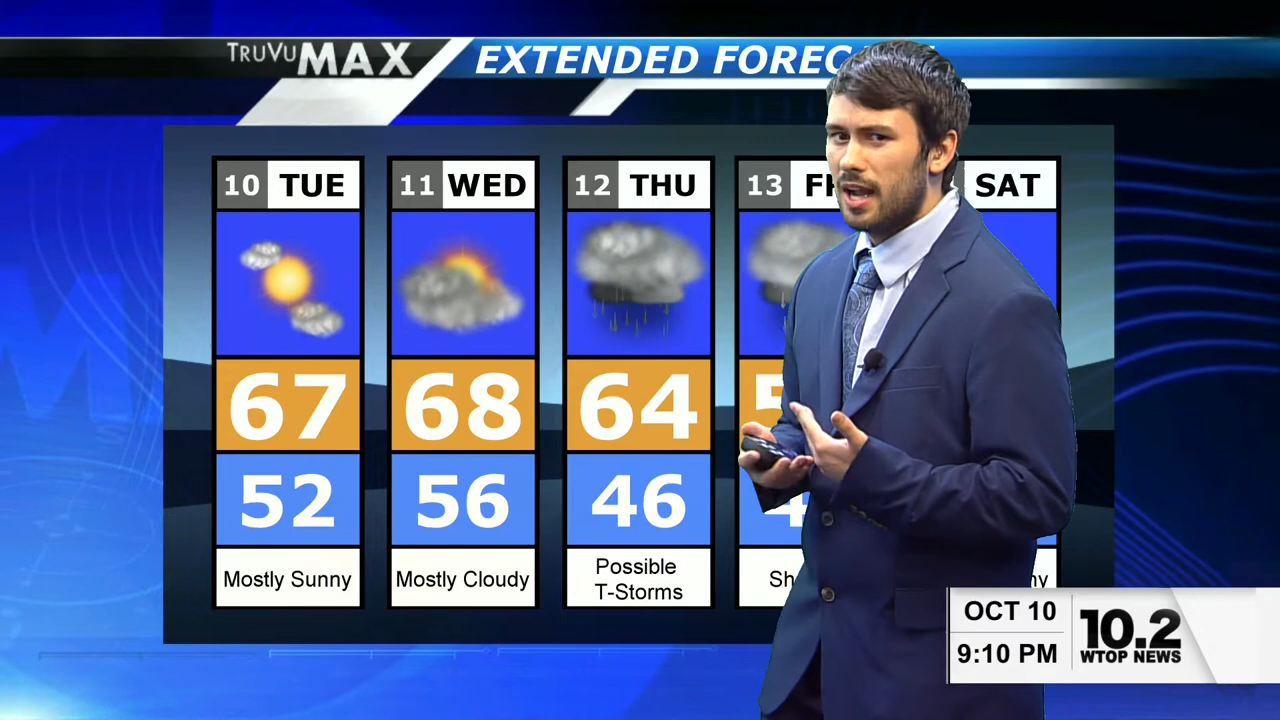 TRUVU MAX
EXTENDED
10 TUE
11 WED
12 THU
13
SAT
67
68
64
52
56
46
Mostly Sunny
Mostly Cloudy
Possible
T-Storms
OCT 10
9:10 PM
10.2
WTOP NEWS